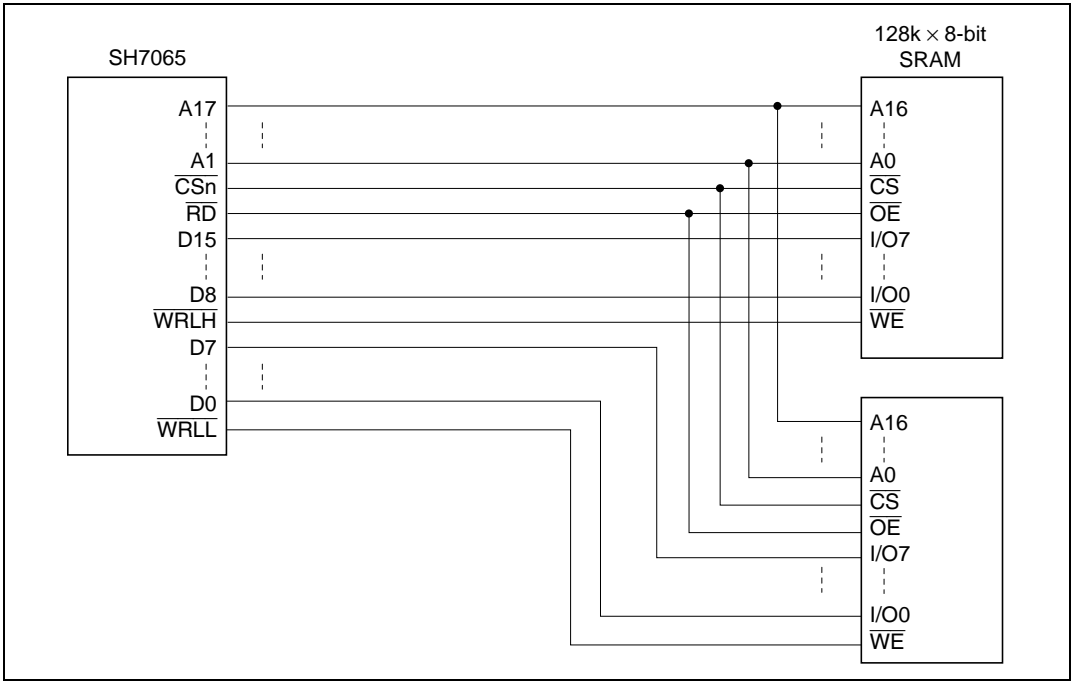 SH7065
A17
A1
CSn
RD
D15
D8
WRLH
D7
D0
WRLL
128k × 8-bit
SRAM
A16
A0
CS
OE
I/O7
I/O0
WE
A16
A0
CS
OE
I/O7
I/O0
WE